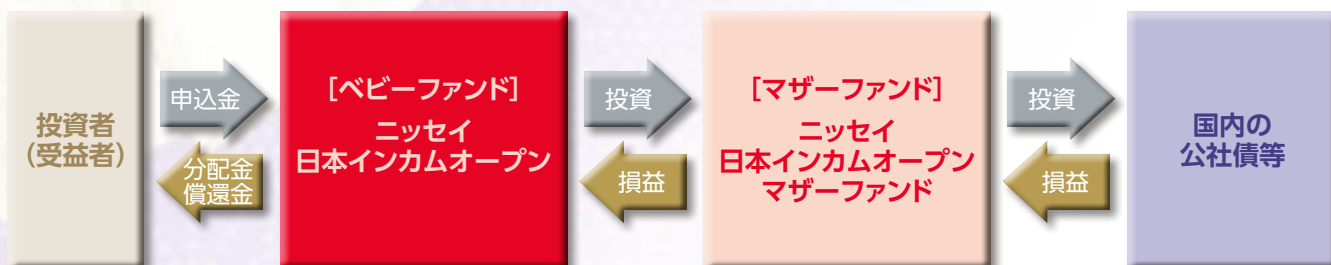 投資者
（受益者）
申込金
分配金
償還金
［ベビーファンド］
ニッセイ
日本インカムオープン
投資
損益
［マザーファンド］
ニッセイ
日本インカムオープン
マザーファンド
投資
損益
国内の
公社債等